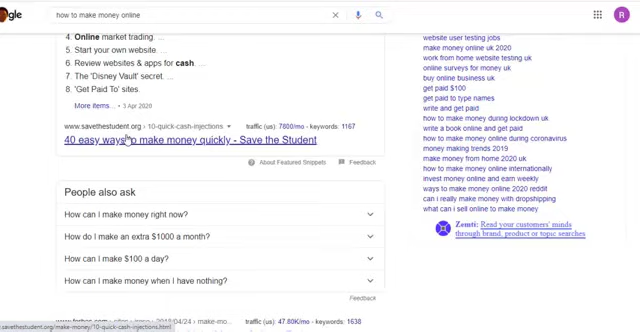 gle
how to make money online
R
4. Online market trading. ...
5. Start your own website. ...
6. Review websites & apps for cash. ...
7. The 'Disney Vault' secret. ...
8. 'Get Paid To' sites.
More items... • 3 Apr 2020
www.savethestudent.org › 10-quick-cash-injections traffic (us): 7600/mo - keywords: 1167
40 easy ways to make money quickly - Save the Student
About Featured Snippets Feedback
People also ask
How can I make money right now?
How do I make an extra $1000 a month?
How can I make $100 a day?
How can I make money when I have nothing?
Feedback
traffic (us): 47.80K/mo - keywords: 1638
savethestudent.org/make-money/10-quick-cash-injections.html
website user testing jobs
make money online uk 2020
work from home website testing uk
online surveys for money uk
buy online business uk
get paid $100
get paid to type names
write and get paid
how to make money during lockdown uk
write a book online and get paid
how to make money online during coronavirus
money making trends 2019
make money from home 2020 uk
how to make money online internationally
invest money online and earn weekly
ways to make money online 2020 reddit
can i really make money with dropshipping
what can i sell online to make money
Zemti: Read your customers' minds
through brand, product or topic searches